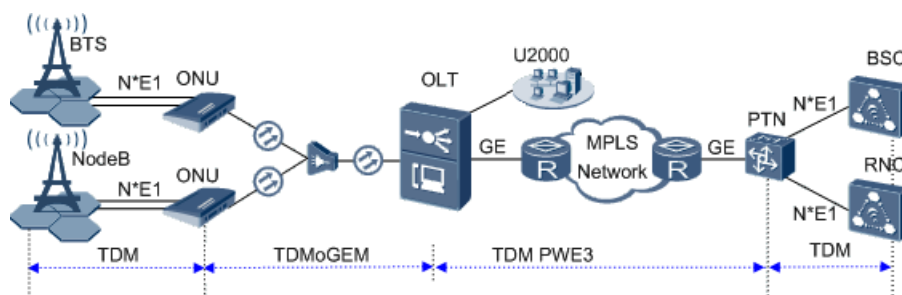 BTS
N*E1
ONU
NodeB
N*E1
ONU
OLT
U2000
GE
R
MPLS
Network
R
GE
PTN
N*E1
BSC
N*E1
RNC
TDM
TDMoGEM
TDM PWE3
TDM